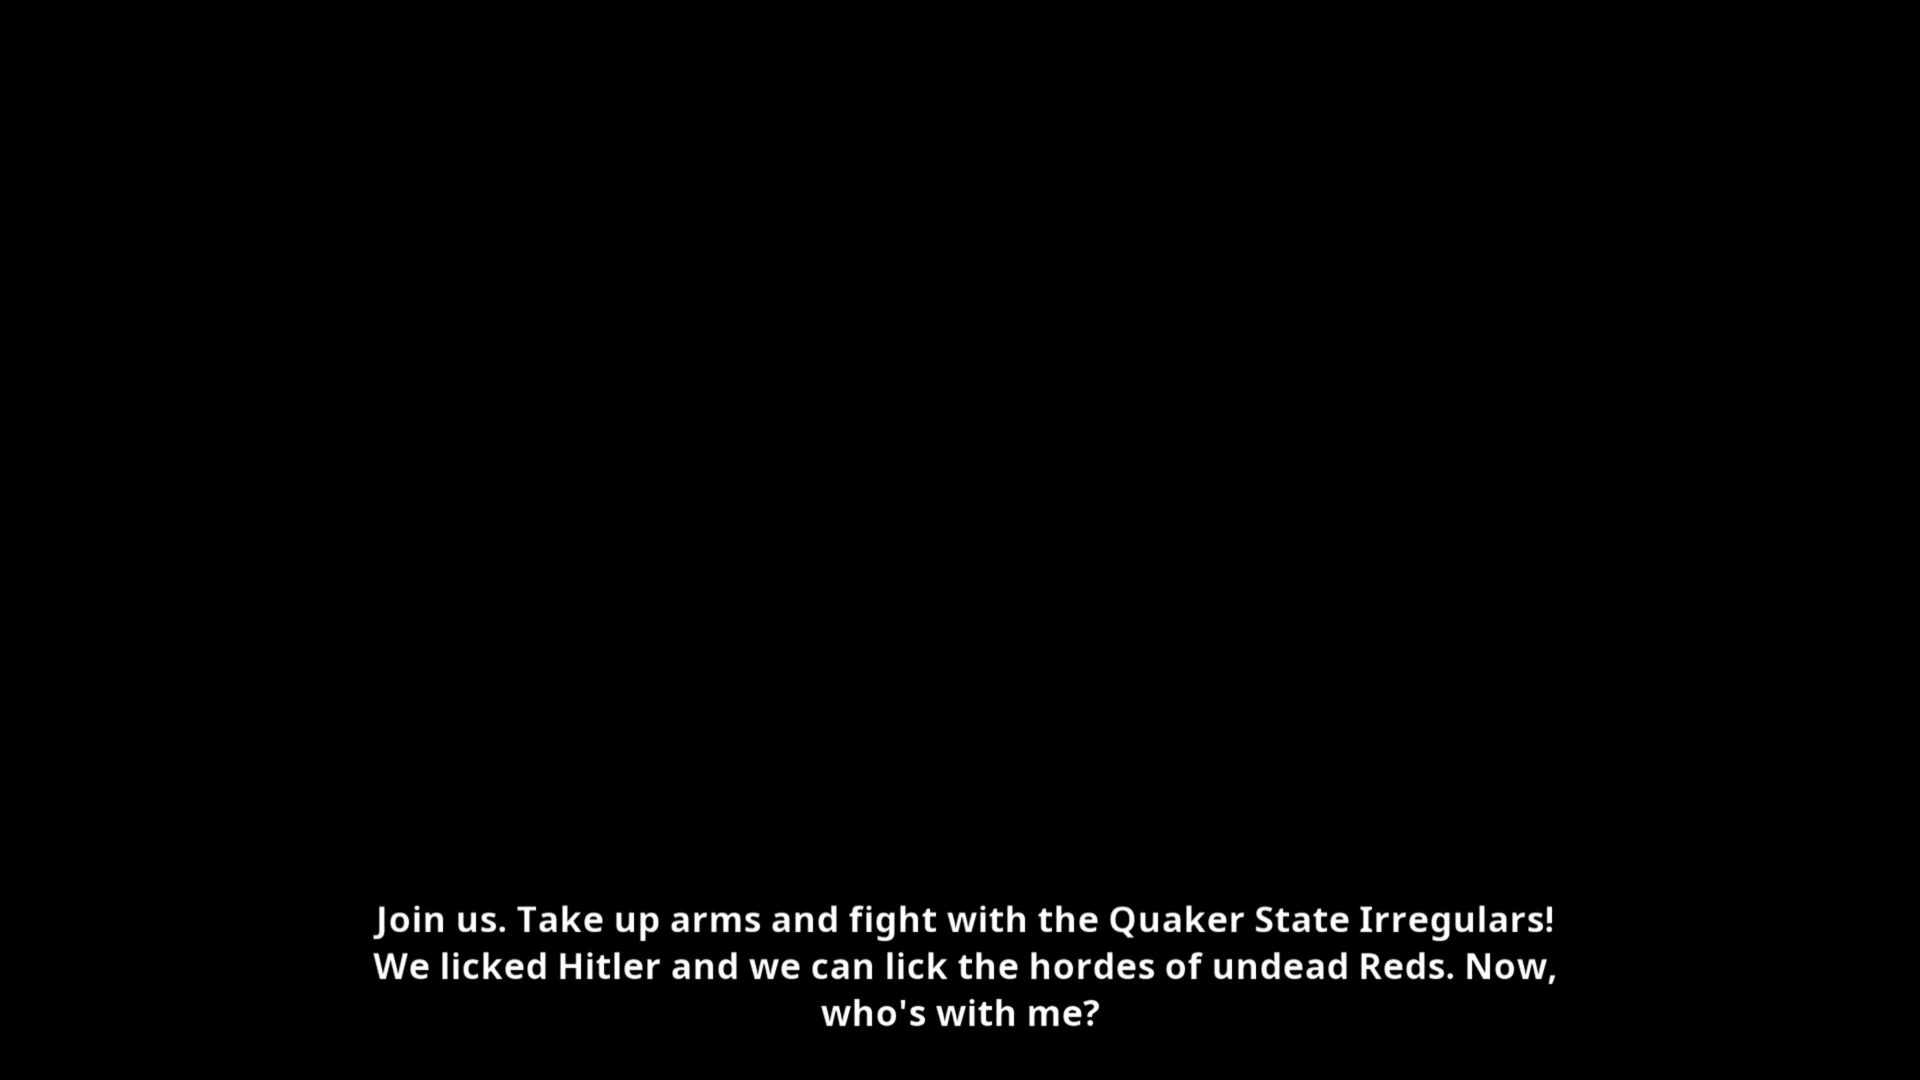 Join us. Take up arms and fight with the Quaker State Irregulars!
We licked Hitler and we can lick the hordes of undead Reds. Now,
who's with me?